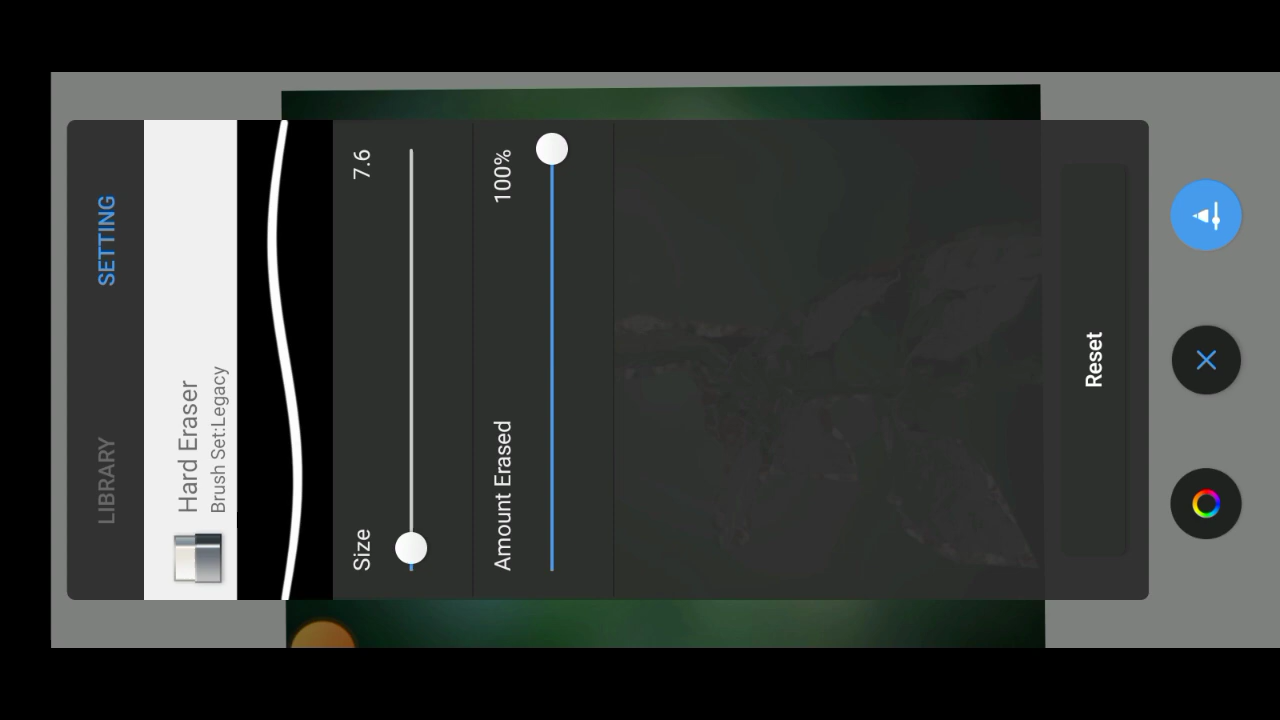 LIBRARY SETTING
Hard Eraser
Brush Set:Legacy
Size 7.6
Amount Erased 100%
Reset